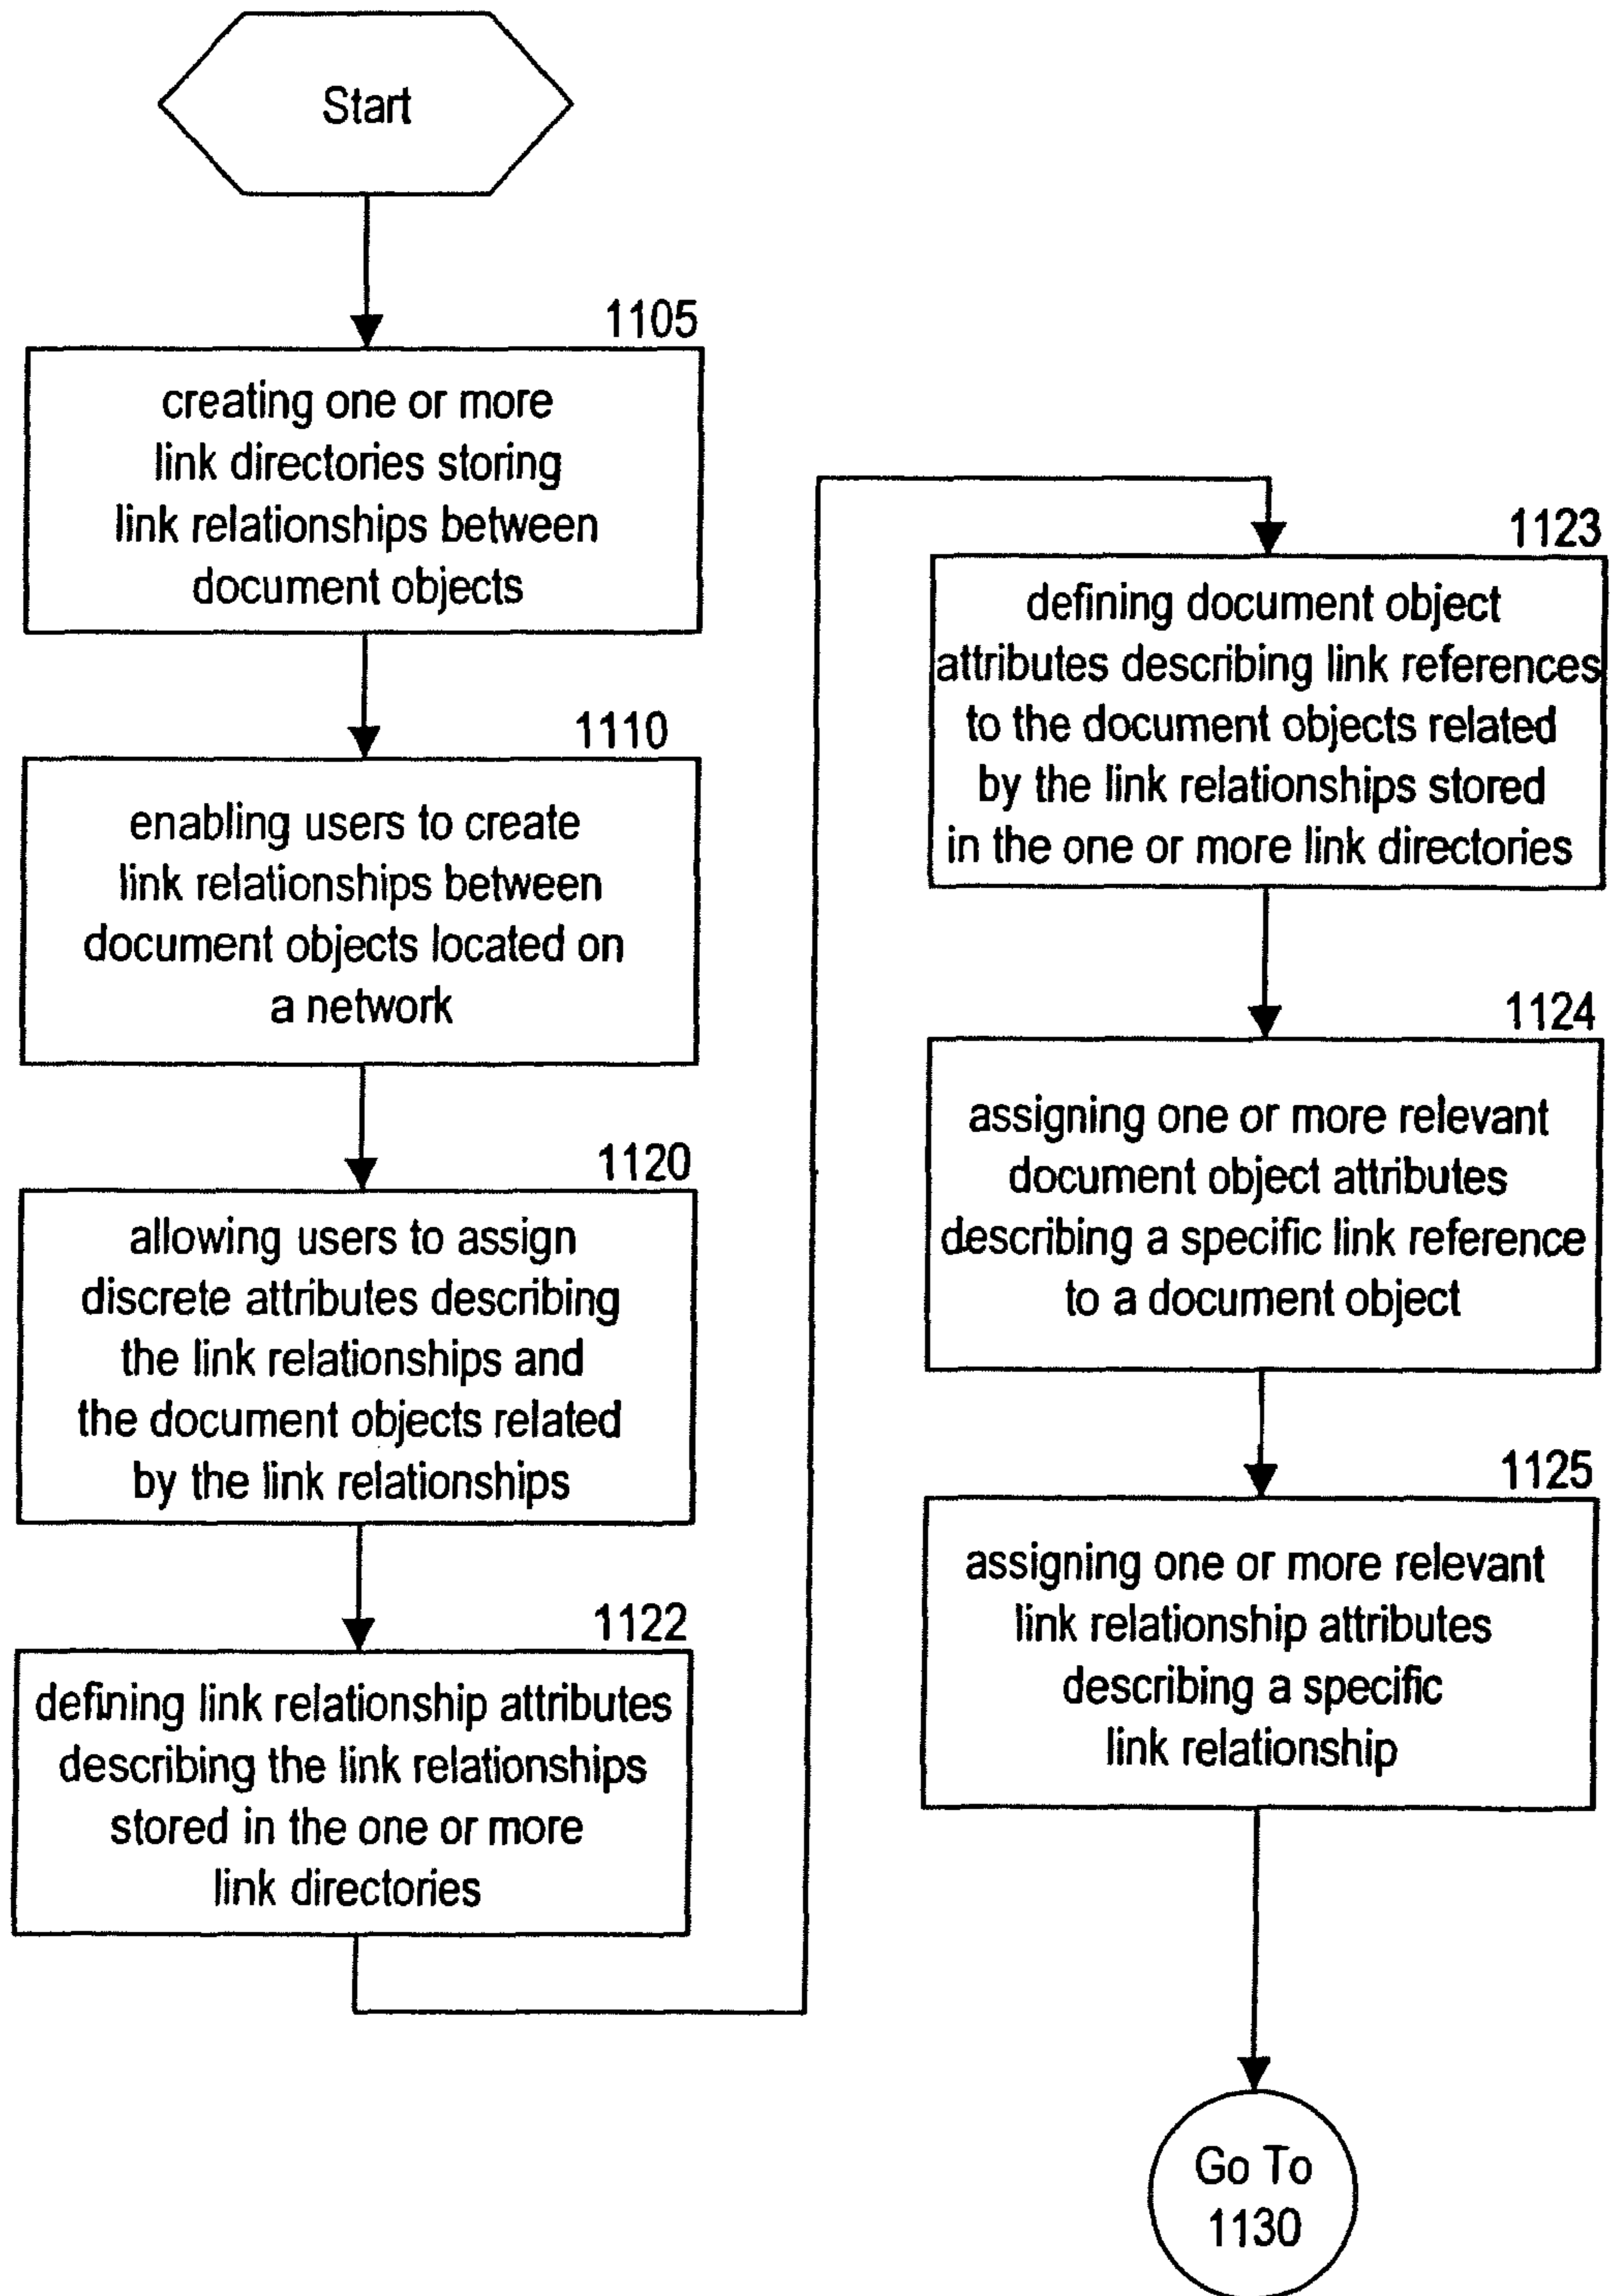 Start
1105
creating one or more
link directories storing
link relationships between
document objects
1110
enabling users to create
link relationships between
document objects located on
a network
1120
allowing users to assign
discrete attributes describing
the link relationships and
the document objects related
by the link relationships
1122
defining link relationship attributes
describing the link relationships
stored in the one or more
link directories
1123
defining document object
attributes describing link references
to the document objects related
by the link relationships stored
in the one or more link directories
1124
assigning one or more relevant
document object attributes
describing a specific link reference
to a document object
1125
assigning one or more relevant
link relationship attributes
describing a specific
link relationship
Go To
1130